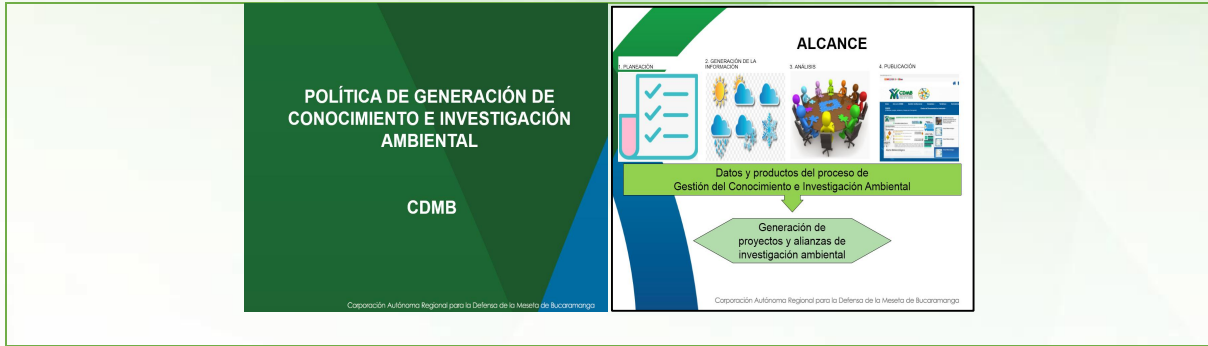 POLÍTICA DE GENERACIÓN DE
CONOCIMIENTO E INVESTIGACIÓN
AMBIENTAL
CDMB
Corporación Autónoma Regional para la Defensa de la Meseta de Bucaramanga
ALCANCE
1. PLANEACIÓN
2. GENERACIÓN DE LA
INFORMACIÓN
3. ANÁLISIS
4. PUBLICACIÓN
CDMB
Datos y productos del proceso de
Gestión del Conocimiento e Investigación Ambiental
Generación de
proyectos y alianzas de
investigación ambiental
Corporación Autónoma Regional para la Defensa de la Meseta de Bucaramanga